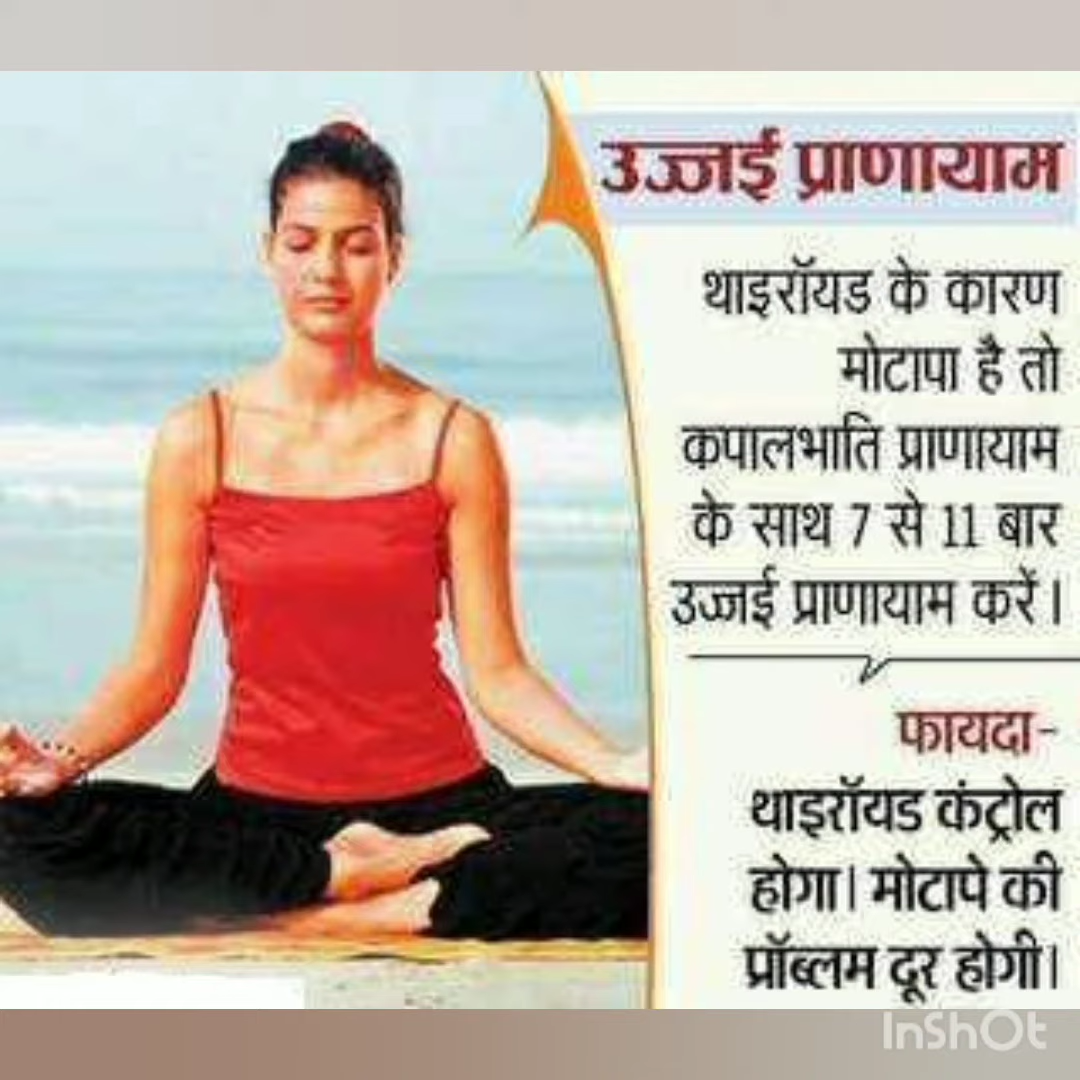 उज्जई प्राणायाम
थाइरॉयड के कारण
मोटापा है तो
कपालभाति प्राणायाम
के साथ 7 से 11 बार
उज्जई प्राणायाम करें।
फायदा-
थाइरॉयड कंट्रोल
होगा। मोटापे की
प्रॉब्लम दूर होगी।
InShOt